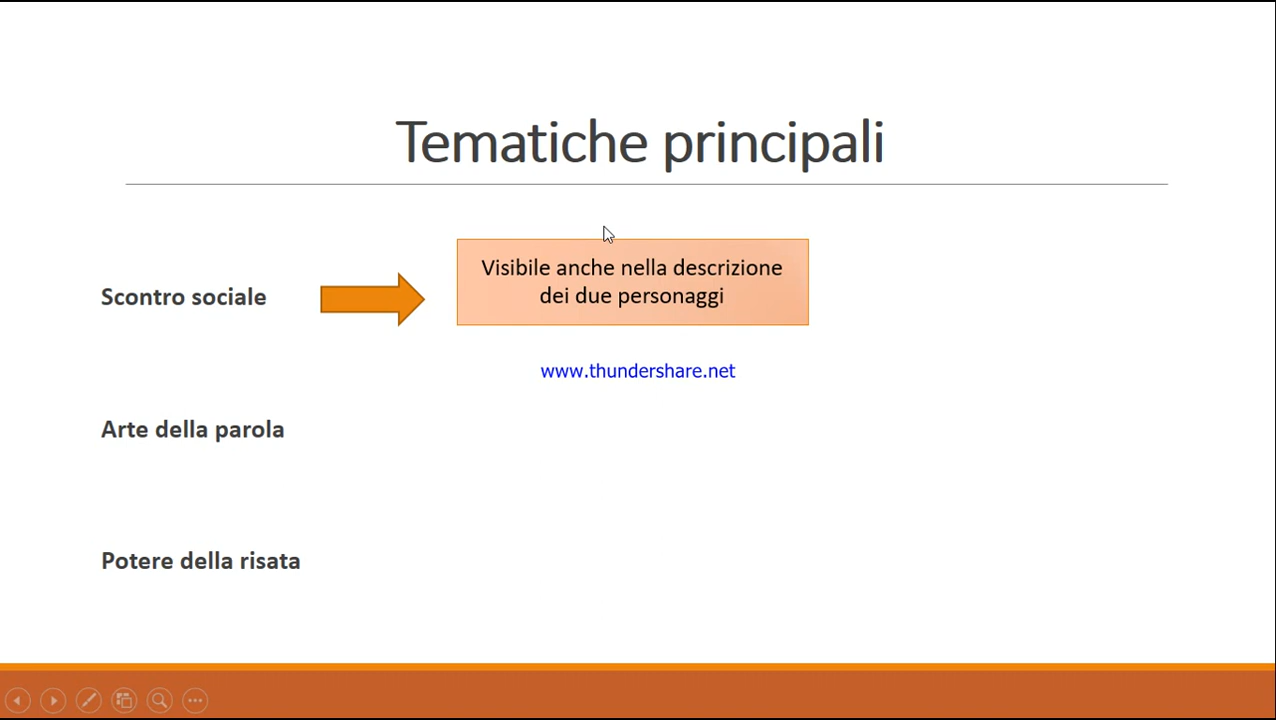 Tematiche principali
Scontro sociale
Visibile anche nella descrizione
dei due personaggi
www.thundershare.net
Arte della parola
Potere della risata